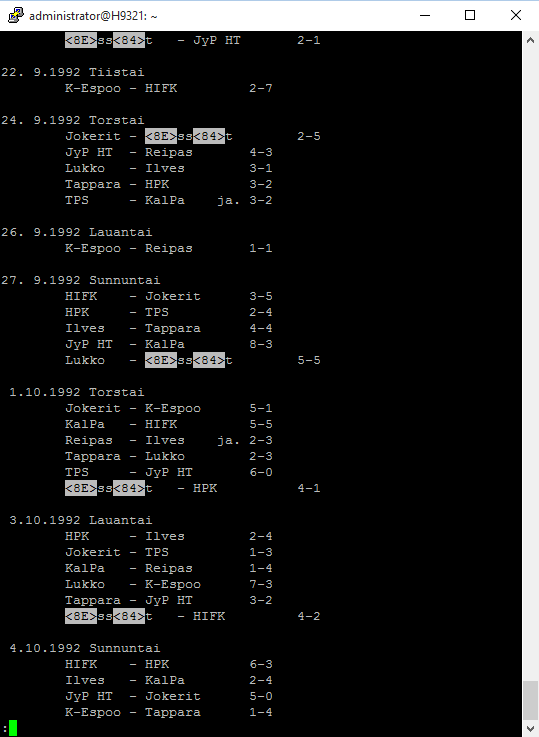 administrator@H9321: ~
<8E>ss<84>t - JyP HT 2-1
22. 9.1992 Tiistai
K-Espoo - HIFK 2-7
24. 9.1992 Torstai
Jokerit - <8E>ss<84>t 2-5
JyP HT - Reipas 4-3
Lukko - Ilves 3-1
Tappara - HPK 3-2
TPS - KalPa ja. 3-2
26. 9.1992 Lauantai
K-Espoo - Reipas 1-1
27. 9.1992 Sunnuntai
HIFK - Jokerit 3-5
HPK - TPS 2-4
Ilves - Tappara 4-4
JyP HT - KalPa 8-3
Lukko - <8E>ss<84>t 5-5
1.10.1992 Torstai
Jokerit - K-Espoo 5-1
KalPa - HIFK 5-5
Reipas - Ilves ja. 2-3
Tappara - Lukko 2-3
TPS - JyP HT 6-0
<8E>ss<84>t - HPK 4-1
3.10.1992 Lauantai
HPK - Ilves 2-4
Jokerit - TPS 1-3
KalPa - Reipas 1-4
Lukko - K-Espoo 7-3
Tappara - JyP HT 3-2
<8E>ss<84>t - HIFK 4-2
4.10.1992 Sunnuntai
HIFK - HPK 6-3
Ilves - KalPa 2-4
JyP HT - Jokerit 5-0
K-Espoo - Tappara 1-4
: